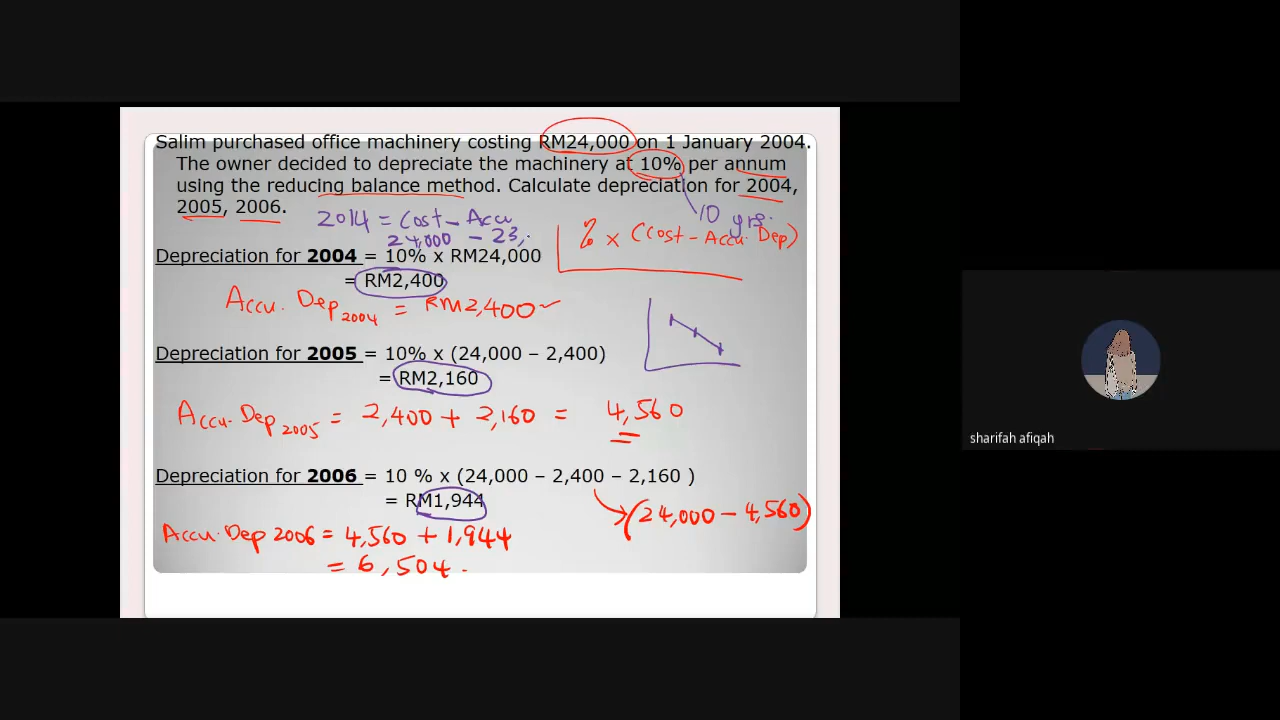 Salim purchased office machinery costing RM24,000 on 1 January 2004.
The owner decided to depreciate the machinery at 10% per annum
using the reducing balance method. Calculate depreciation for 2004,
2005, 2006.
2014 = Cost - Accu
10 yrs.
24,000 - 23,
% x (Cost - Accu. Dep)
Depreciation for 2004 = 10% x RM24,000
= RM2,400
Accu. Dep 2004 = RM2,400
Depreciation for 2005 = 10% x (24,000 – 2,400)
= RM2,160
Accu. Dep 2005 = 2,400 + 2,160 = 4,560
Depreciation for 2006 = 10 % x (24,000 – 2,400 – 2,160 )
= RM1,944
(24,000 - 4,560)
Accu. Dep 2006 = 4,560 + 1,944
= 6,504.
sharifah afiqah